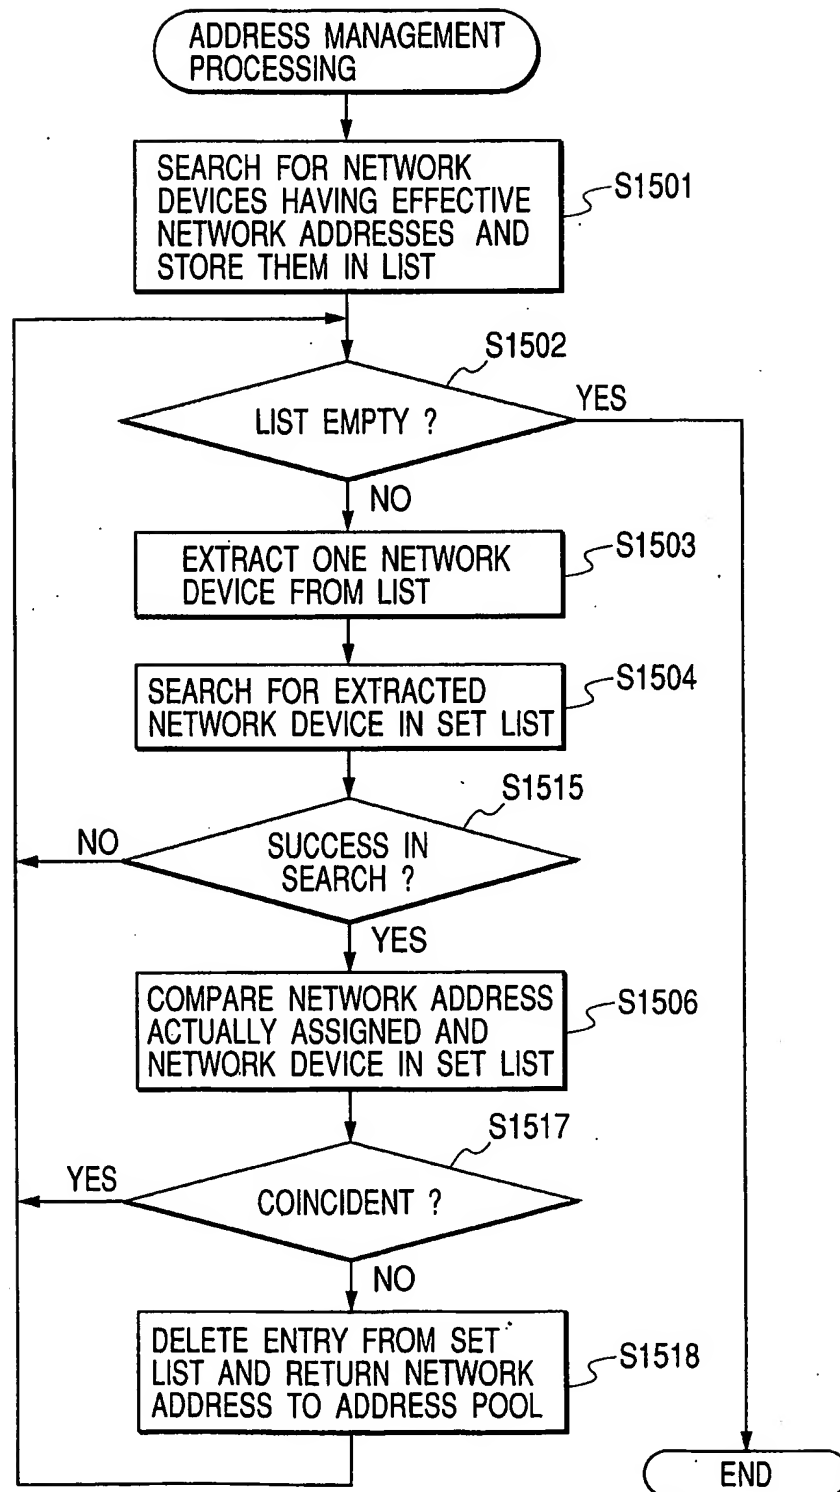 ADDRESS MANAGEMENT
PROCESSING
SEARCH FOR NETWORK
DEVICES HAVING EFFECTIVE
NETWORK ADDRESSES AND
STORE THEM IN LIST
S1501
S1502
LIST EMPTY ?
YES
NO
EXTRACT ONE NETWORK
DEVICE FROM LIST
S1503
SEARCH FOR EXTRACTED
NETWORK DEVICE IN SET LIST
S1504
S1515
SUCCESS IN
SEARCH ?
NO
YES
COMPARE NETWORK ADDRESS
ACTUALLY ASSIGNED AND
NETWORK DEVICE IN SET LIST
S1506
S1517
COINCIDENT ?
YES
NO
DELETE ENTRY FROM SET
LIST AND RETURN NETWORK
ADDRESS TO ADDRESS POOL
S1518
END